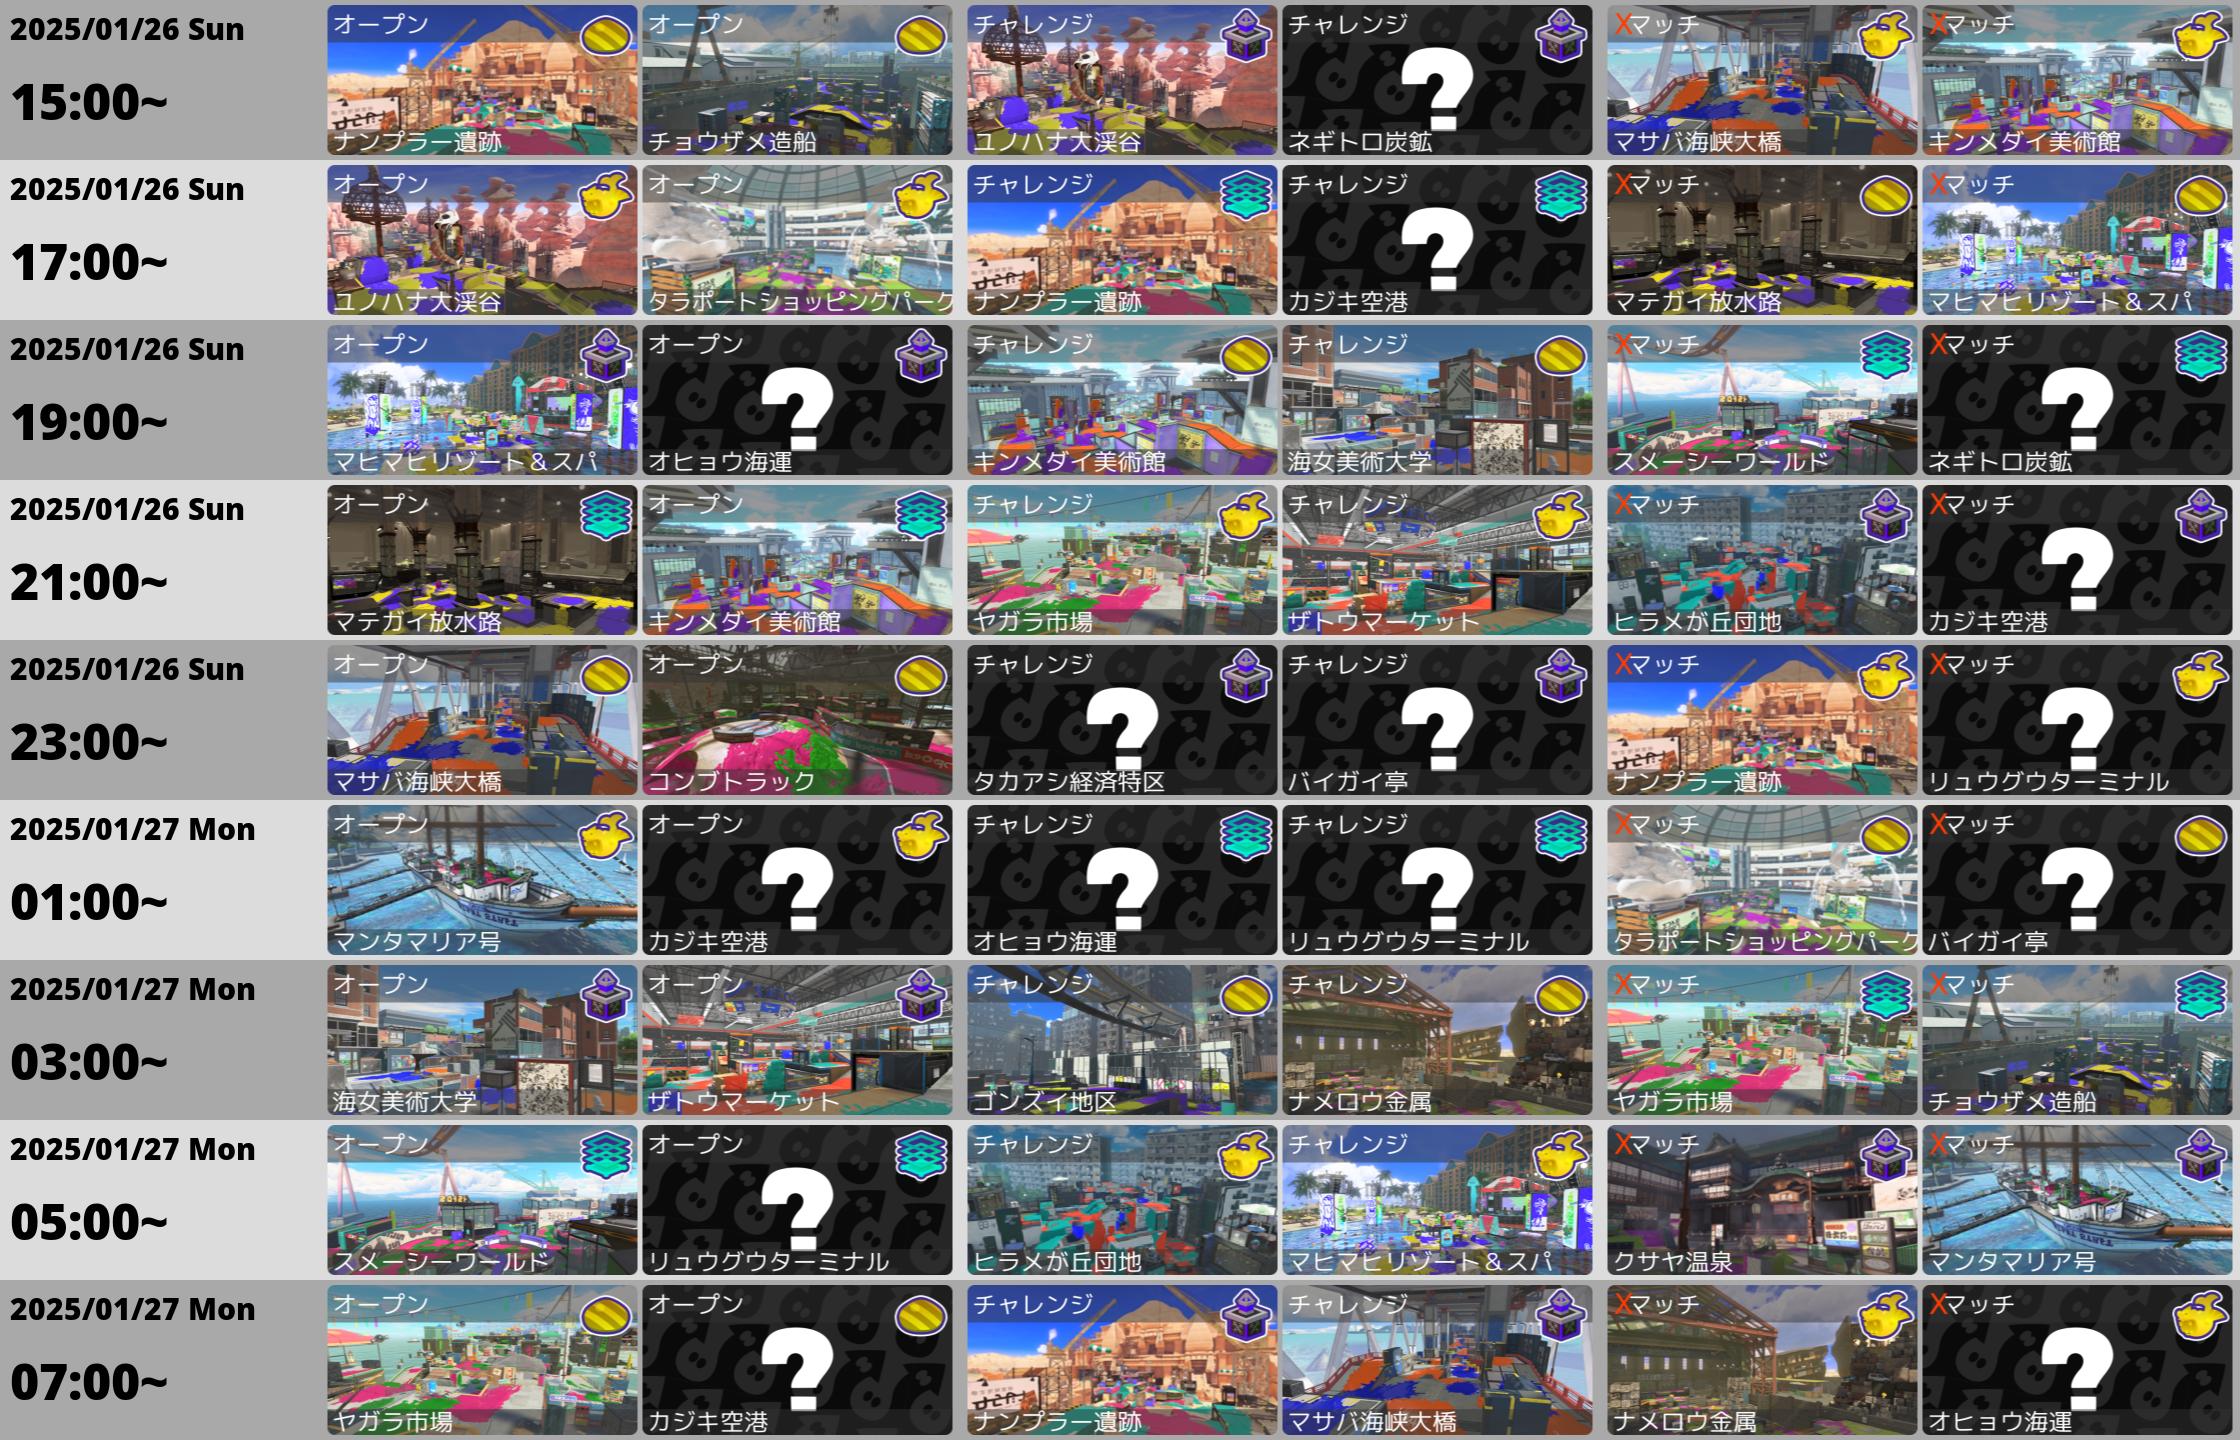 2025/01/26 Sun
15:00~
オープン
ナンプラー遺跡
オープン
チョウザメ造船
チャレンジ
ユノハナ大渓谷
チャレンジ
ネギトロ炭鉱
Xマッチ
マサバ海峡大橋
Xマッチ
キンメダイ美術館
2025/01/26 Sun
17:00~
オープン
ユノハナ大渓谷
オープン
タラポートショッピングパーク
チャレンジ
ナンプラー遺跡
チャレンジ
カジキ空港
Xマッチ
マテガイ放水路
Xマッチ
マヒマヒリゾート&スパ
2025/01/26 Sun
19:00~
オープン
マヒマヒリゾート&スパ
オープン
オヒョウ海運
チャレンジ
キンメダイ美術館
チャレンジ
海女美術大学
Xマッチ
スメーシーワールド
Xマッチ
ネギトロ炭鉱
2025/01/26 Sun
21:00~
オープン
マテガイ放水路
オープン
キンメダイ美術館
チャレンジ
ヤガラ市場
チャレンジ
ザトウマーケット
Xマッチ
ヒラメが丘団地
Xマッチ
カジキ空港
2025/01/26 Sun
23:00~
オープン
マサバ海峡大橋
オープン
コンブトラック
チャレンジ
タカアシ経済特区
チャレンジ
バイガイ亭
Xマッチ
ナンプラー遺跡
Xマッチ
リュウグウターミナル
2025/01/27 Mon
01:00~
オープン
マンタマリア号
オープン
カジキ空港
チャレンジ
オヒョウ海運
チャレンジ
リュウグウターミナル
Xマッチ
タラポートショッピングパーク
Xマッチ
バイガイ亭
2025/01/27 Mon
03:00~
オープン
海女美術大学
オープン
ザトウマーケット
チャレンジ
ゴンズイ地区
チャレンジ
ナメロウ金属
Xマッチ
ヤガラ市場
Xマッチ
チョウザメ造船
2025/01/27 Mon
05:00~
オープン
スメーシーワールド
オープン
リュウグウターミナル
チャレンジ
ヒラメが丘団地
チャレンジ
マヒマヒリゾート&スパ
Xマッチ
クサヤ温泉
Xマッチ
マンタマリア号
2025/01/27 Mon
07:00~
オープン
ヤガラ市場
オープン
カジキ空港
チャレンジ
ナンプラー遺跡
チャレンジ
マサバ海峡大橋
Xマッチ
ナメロウ金属
Xマッチ
オヒョウ海運